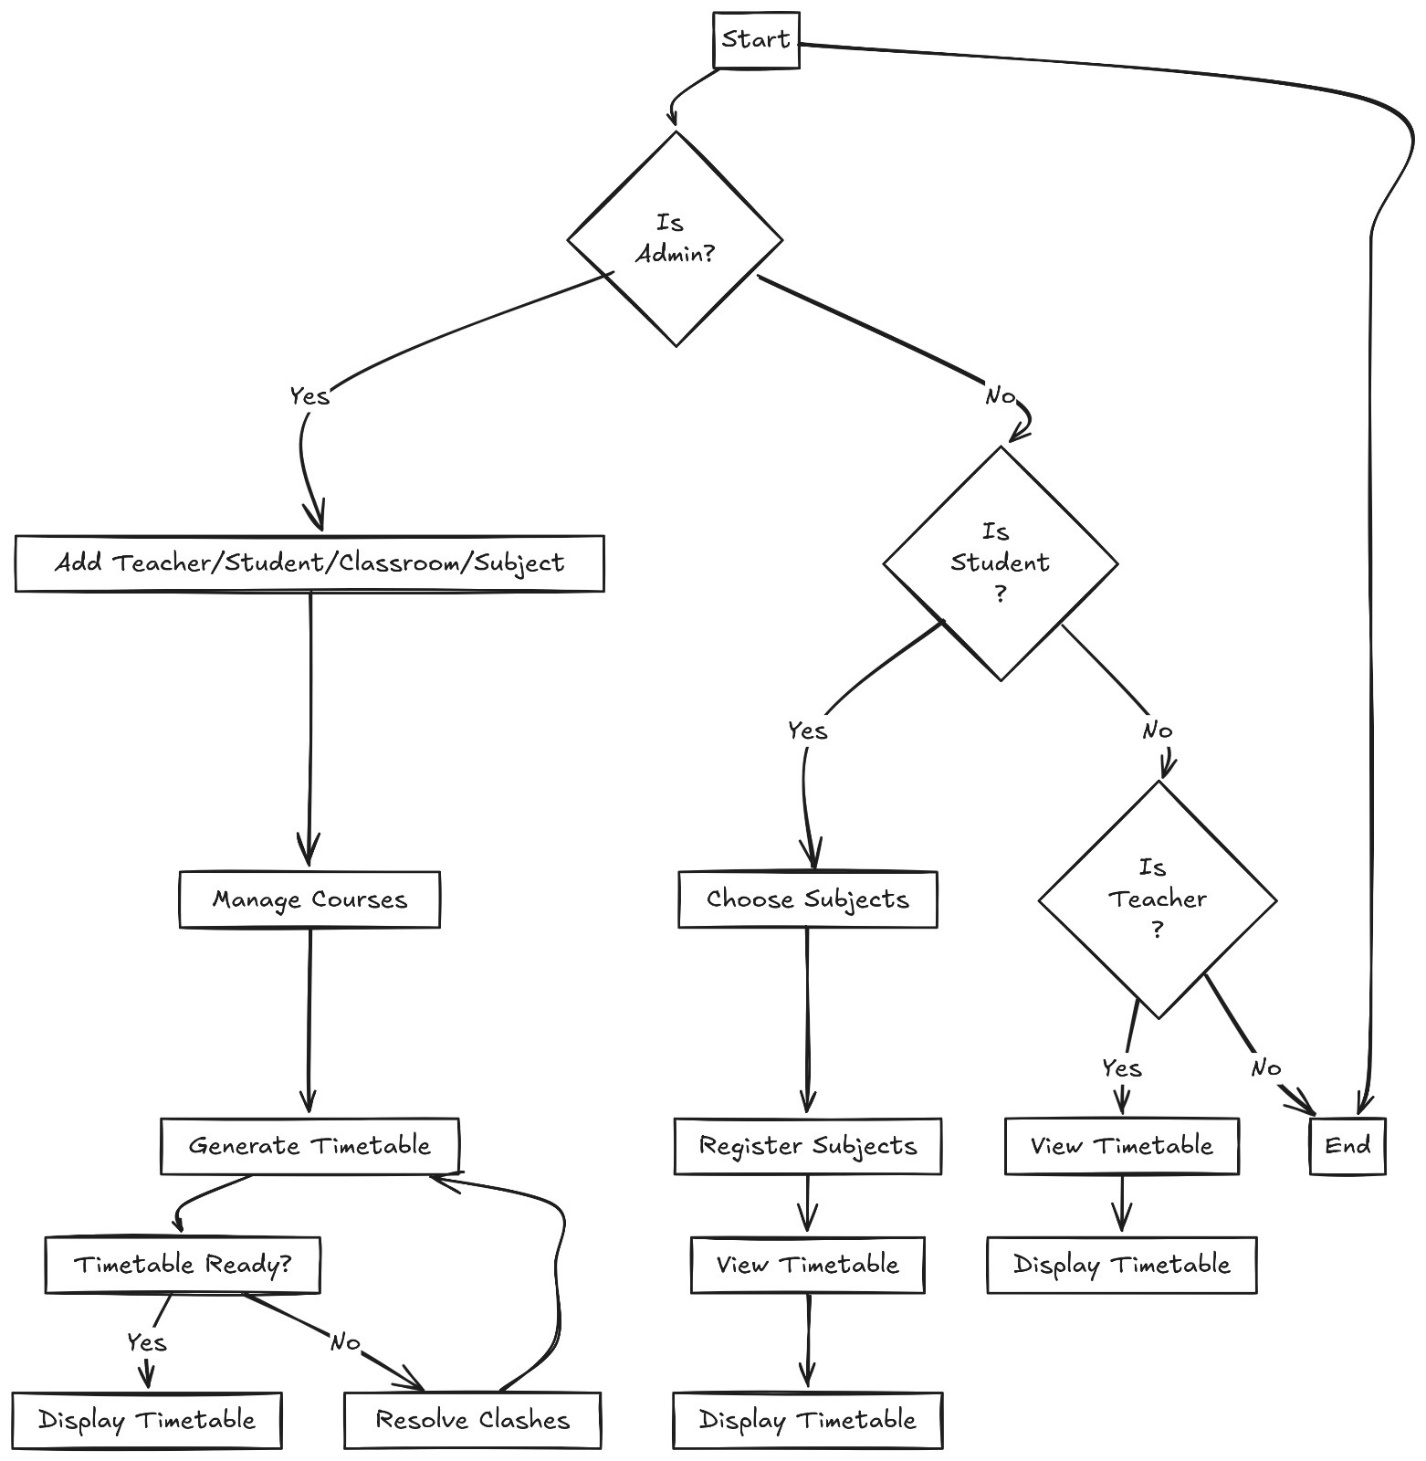 Start
Is
Admin?
Yes
No
Add Teacher/Student/Classroom/Subject
Is
Student
?
Yes
No
Manage Courses
Choose Subjects
Is
Teacher
?
Yes
No
Generate Timetable
Register Subjects
View Timetable
End
Timetable Ready?
View Timetable
Display Timetable
Yes
No
Display Timetable
Resolve Clashes
Display Timetable